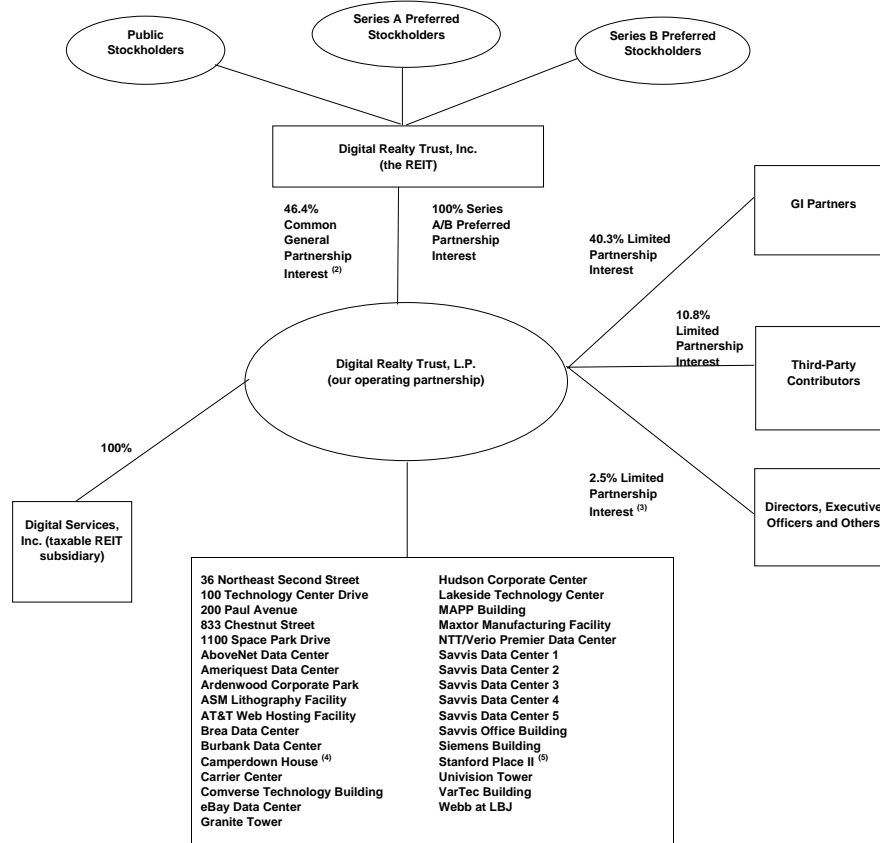 Public
Stockholders
Series A Preferred
Stockholders
Series B Preferred
Stockholders
Digital Realty Trust, Inc.
(the REIT)
46.4%
Common
General
Partnership
Interest (2)
100% Series
A/B Preferred
Partnership
Interest
GI Partners
40.3% Limited
Partnership
Interest
10.8%
Limited
Partnership
Interest
Digital Realty Trust, L.P.
(our operating partnership)
Third-Party
Contributors
100%
2.5% Limited
Partnership
Interest (3)
Directors, Executive
Officers and Others
Digital Services,
Inc. (taxable REIT
subsidiary)
36 Northeast Second Street
100 Technology Center Drive
200 Paul Avenue
833 Chestnut Street
1100 Space Park Drive
AboveNet Data Center
Ameriquest Data Center
Ardenwood Corporate Park
ASM Lithography Facility
AT&T Web Hosting Facility
Brea Data Center
Burbank Data Center
Camperdown House (4)
Carrier Center
Comverse Technology Building
eBay Data Center
Granite Tower
Hudson Corporate Center
Lakeside Technology Center
MAPP Building
Maxtor Manufacturing Facility
NTT/Verio Premier Data Center
Savvis Data Center 1
Savvis Data Center 2
Savvis Data Center 3
Savvis Data Center 4
Savvis Data Center 5
Savvis Office Building
Siemens Building
Stanford Place II (5)
Univision Tower
VarTec Building
Webb at LBJ